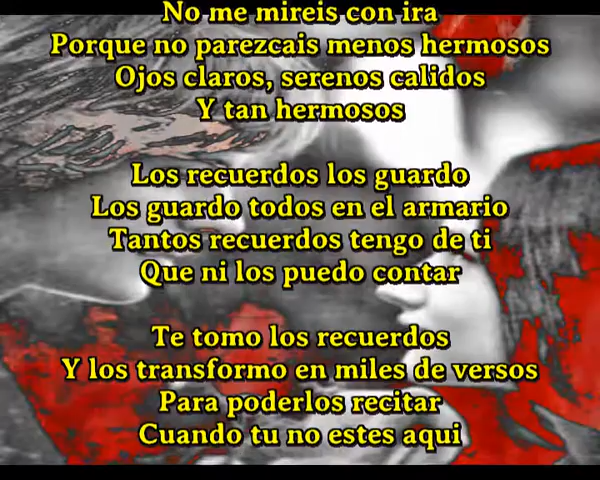 No me mireis con ira
Porque no parezcais menos hermosos
Ojos claros, serenos calidos
Y tan hermosos
Los recuerdos los guardo
Los guardo todos en el armario
Tantos recuerdos tengo de ti
Que ni los puedo contar
Te tomo los recuerdos
Y los transformo en miles de versos
Para poderlos recitar
Cuando tu no estes aqui